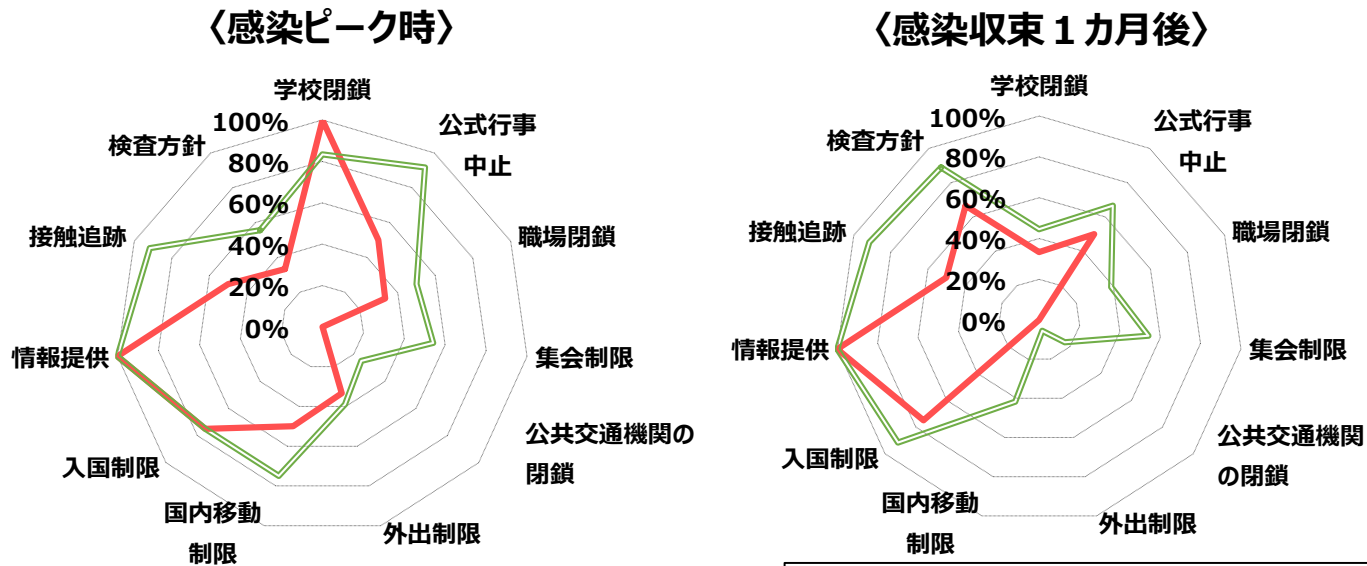 〈感染ピーク時〉
学校閉鎖
公式行事
中止
職場閉鎖
集会制限
公共交通機関の
閉鎖
外出制限
国内移動
制限
入国制限
情報提供
接触追跡
検査方針
100%
80%
60%
40%
20%
0%
〈感染収束１カ月後〉
学校閉鎖
公式行事
中止
職場閉鎖
集会制限
公共交通機関
の閉鎖
外出制限
国内移動
制限
入国制限
情報提供
接触追跡
検査方針
100%
80%
60%
40%
20%
0%